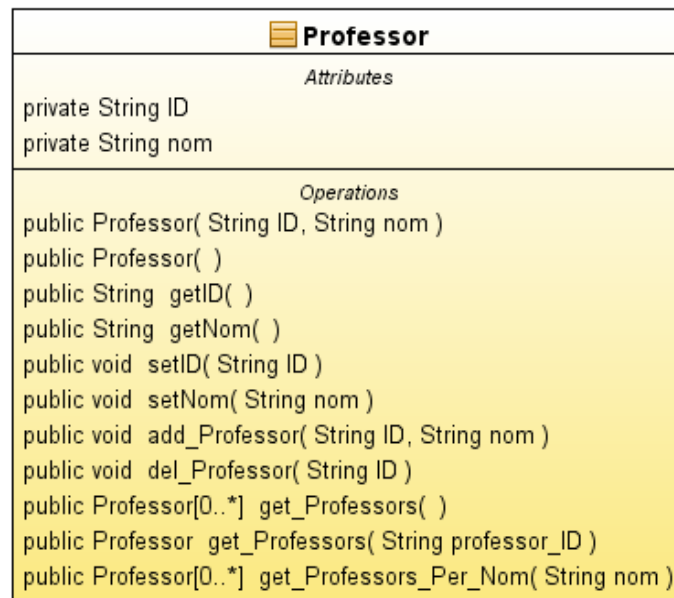 Professor
Attributes
private String ID
private String nom
Operations
public Professor( String ID, String nom )
public Professor( )
public String getID( )
public String getNom( )
public void setID( String ID )
public void setNom( String nom )
public void add_Professor( String ID, String nom )
public void del_Professor( String ID )
public Professor[0..*] get_Professors( )
public Professor get_Professors( String professor_ID )
public Professor[0..*] get_Professors_Per_Nom( String nom )